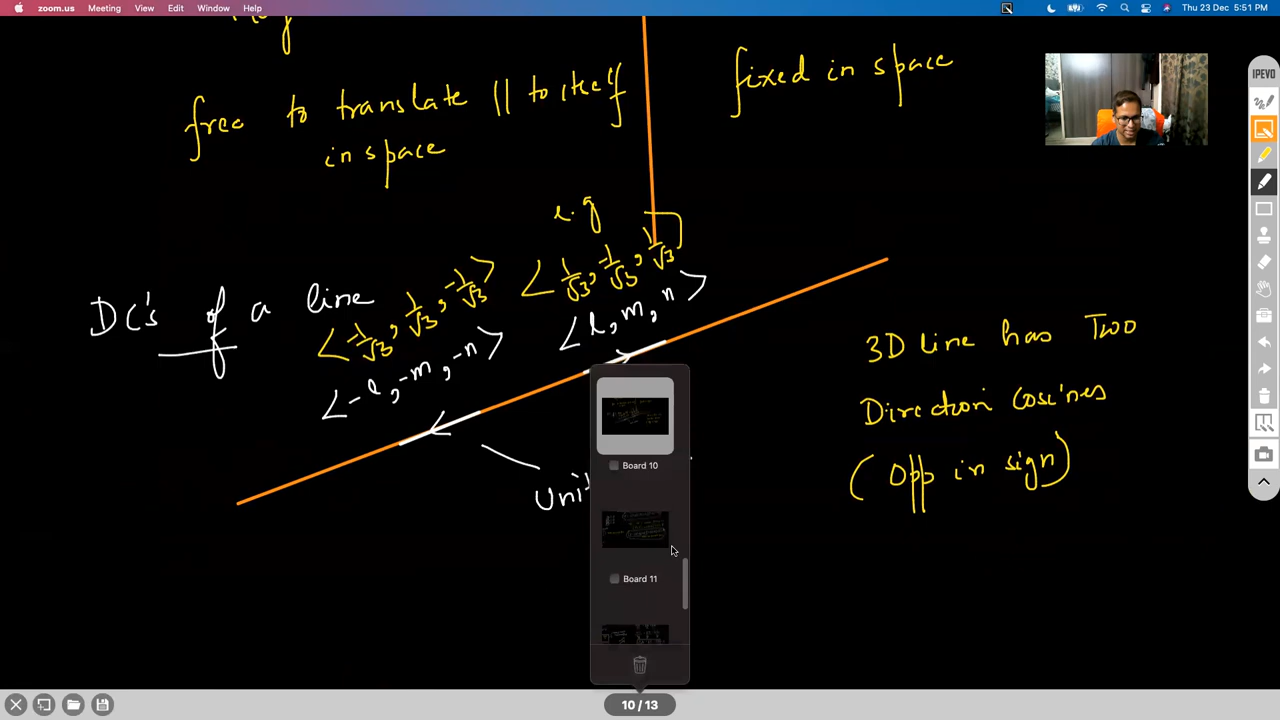 zoom.us Meeting View Edit Window Help
Thu 23 Dec 5:51 PM
IPEVO
free to translate || to itself
in space
fixed in space
e.g
DC's of a line
<-1/√3, 1/√3, -1/√3>
<1/√3, -1/√3, 1/√3>
<-l, -m, -n>
<l, m, n>
3D line has Two
Direction cosines
(Opp in sign)
Board 10
Board 11
10 / 13